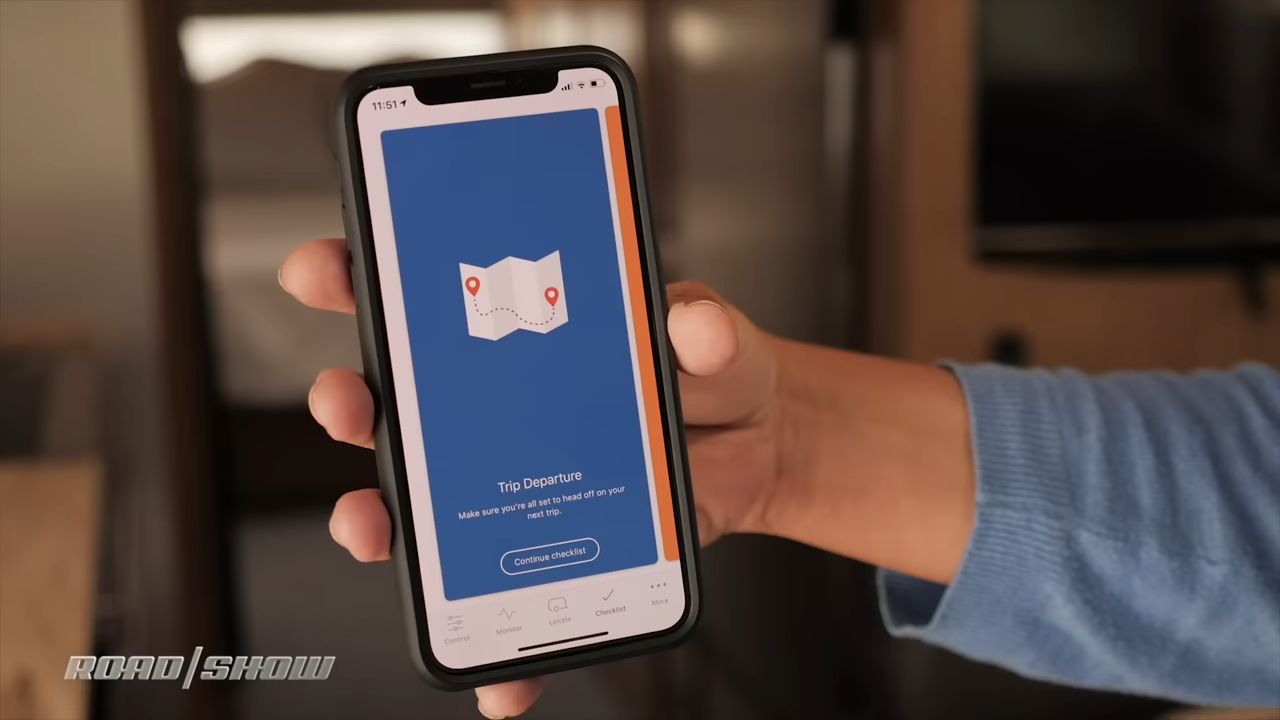 11:51
Trip Departure
Make sure you're all set to head off on your
next trip.
Continue checklist
Control
Monitor
Locate
Checklist
More
ROAD/SHOW